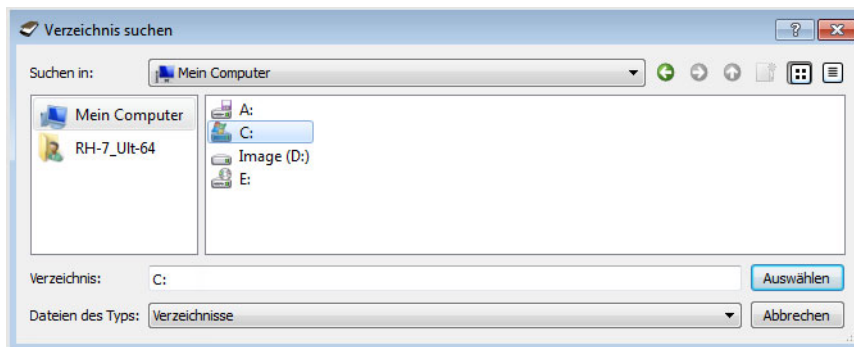 Verzeichnis suchen
Suchen in:
Mein Computer
Mein Computer
RH-7_Ult-64
A:
C:
Image (D:)
E:
Verzeichnis:
C:
Auswählen
Dateien des Typs:
Verzeichnisse
Abbrechen